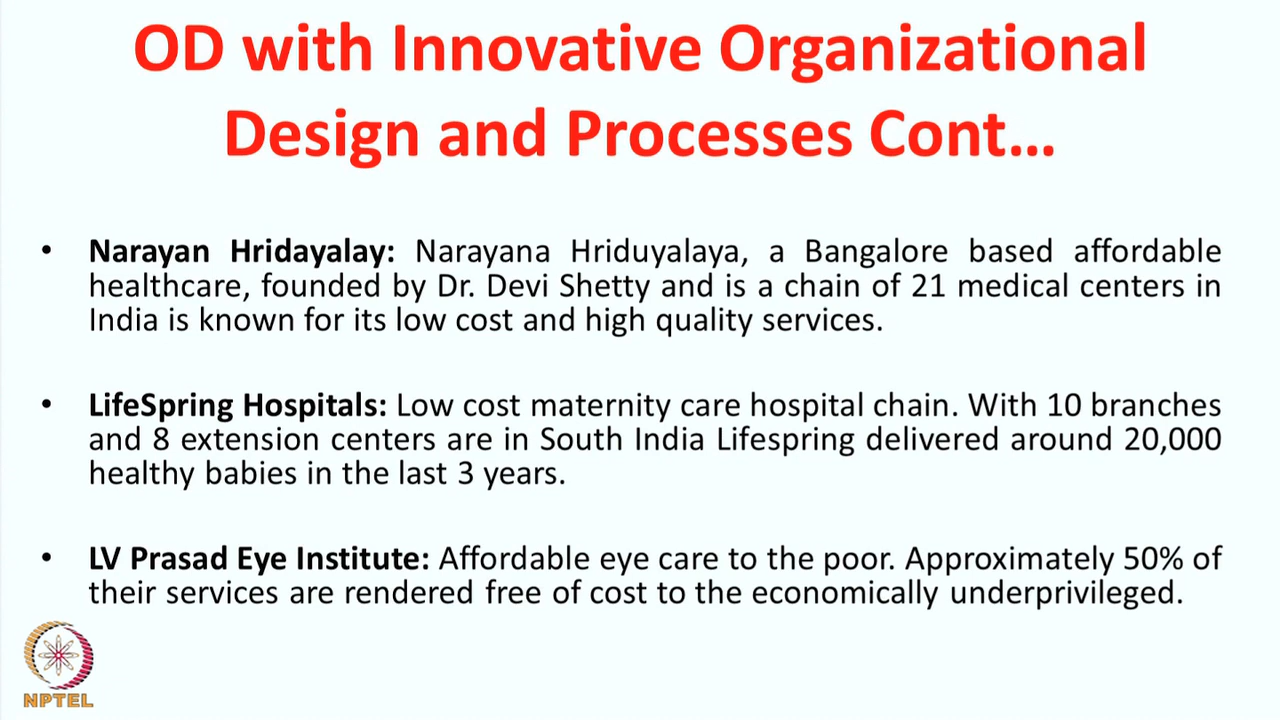 OD with Innovative Organizational
Design and Processes Cont...
• Narayan Hridayalay: Narayana Hriduyalaya, a Bangalore based affordable
healthcare, founded by Dr. Devi Shetty and is a chain of 21 medical centers in
India is known for its low cost and high quality services.
• LifeSpring Hospitals: Low cost maternity care hospital chain. With 10 branches
and 8 extension centers are in South India Lifespring delivered around 20,000
healthy babies in the last 3 years.
• LV Prasad Eye Institute: Affordable eye care to the poor. Approximately 50% of
their services are rendered free of cost to the economically underprivileged.
NPTEL